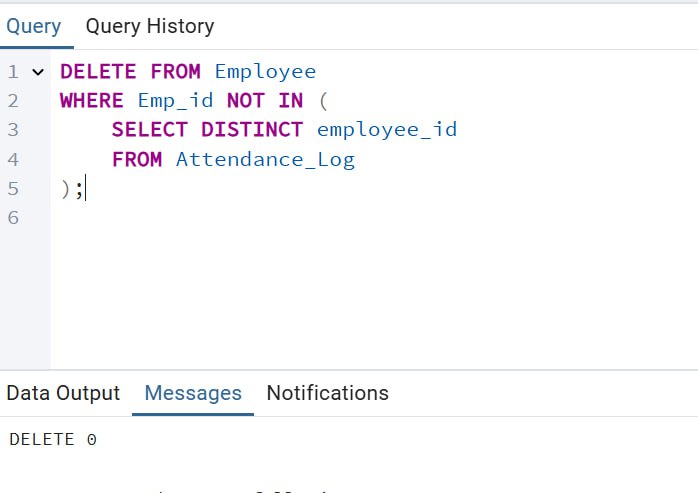 Query Query History
1 DELETE FROM Employee
2 WHERE Emp_id NOT IN (
3 SELECT DISTINCT employee_id
4 FROM Attendance_Log
5 );
6
Data Output Messages Notifications
DELETE 0